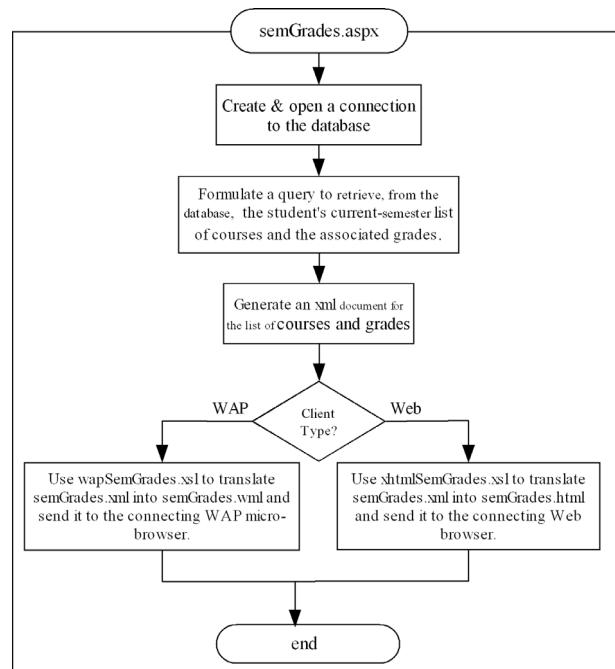 semGrades.aspx
Create & open a connection
to the database
Formulate a query to retrieve, from the
database, the student's current-semester list
of courses and the associated grades.
Generate an xml document for
the list of courses and grades
WAP
Client
Type?
Web
Use wapSemGrades.xsl to translate
semGrades.xml into semGrades.wml and
send it to the connecting WAP micro-
browser.
Use xhtmlSemGrades.xsl to translate
semGrades.xml into semGrades.html
and send it to the connecting Web
browser.
end